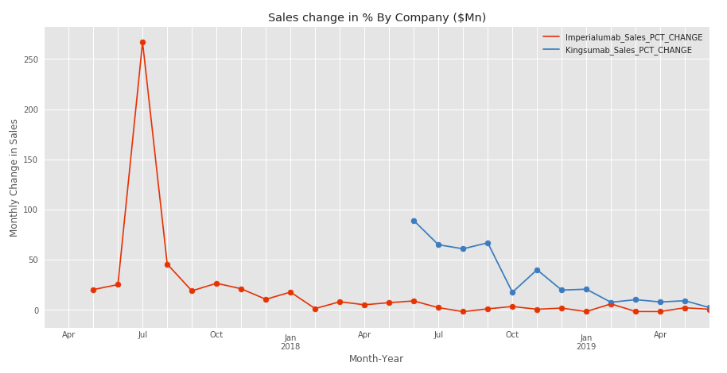 Sales change in % By Company ($Mn)
Imperialumab_Sales_PCT_CHANGE
Kingsumab_Sales_PCT_CHANGE
Monthly Change in Sales
250
200
150
100
50
0
Apr
Jul
Oct
Jan
2018
Apr
Jul
Oct
Jan
2019
Apr
Month-Year